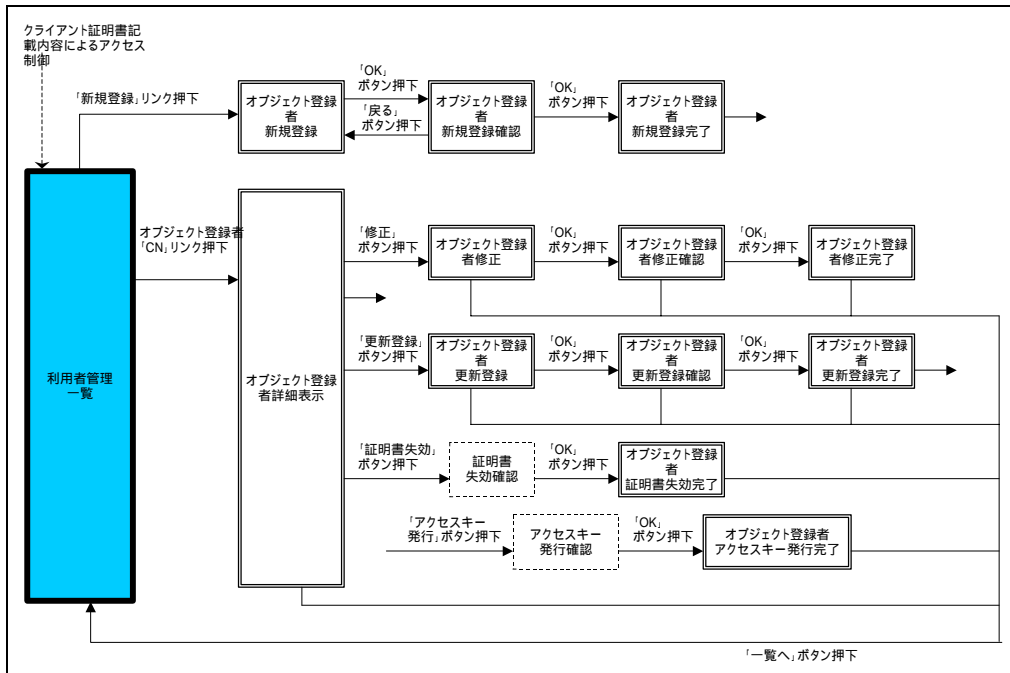 クライアント証明書記
載内容によるアクセス
制御
「新規登録」リンク押下
オブジェクト登録
者
新規登録
「OK」
ボタン押下
「戻る」
ボタン押下
オブジェクト登録
者
新規登録確認
「OK」
ボタン押下
オブジェクト登録
者
新規登録完了
利用者管理
一覧
オブジェクト登録者
「CN」リンク押下
オブジェクト登録
者詳細表示
「修正」
ボタン押下
オブジェクト登録
者修正
「OK」
ボタン押下
オブジェクト登録
者修正確認
「OK」
ボタン押下
オブジェクト登録
者修正完了
「更新登録」
ボタン押下
オブジェクト登録
者
更新登録
「OK」
ボタン押下
オブジェクト登録
者
更新登録確認
「OK」
ボタン押下
オブジェクト登録
者
更新登録完了
「証明書失効」
ボタン押下
証明書
失効確認
「OK」
ボタン押下
オブジェクト登録
者
証明書失効完了
「アクセスキー
発行」ボタン押下
アクセスキー
発行確認
「OK」
ボタン押下
オブジェクト登録者
アクセスキー発行完了
「一覧へ」ボタン押下